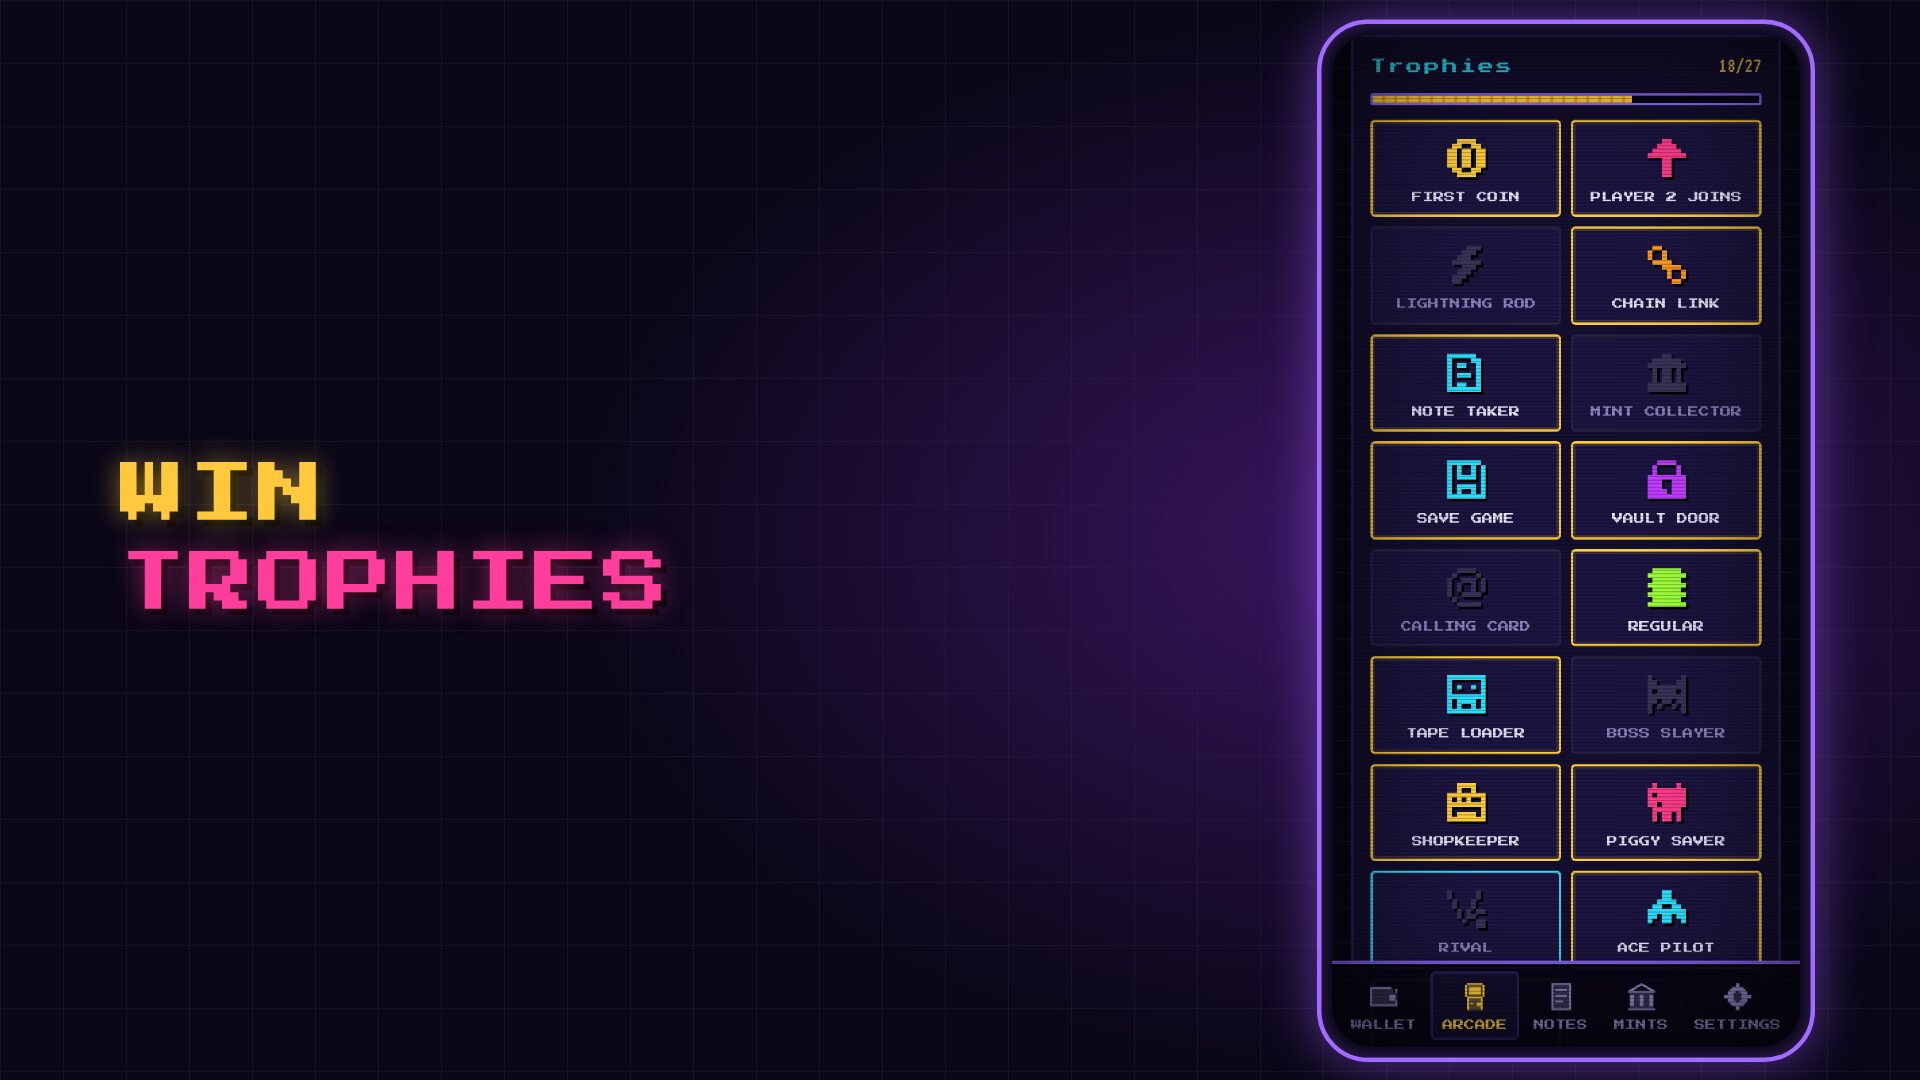 WIN
TROPHIES
Trophies 18/27
FIRST COIN PLAYER 2 JOINS
LIGHTNING ROD CHAIN LINK
NOTE TAKER MINT COLLECTOR
SAVE GAME VAULT DOOR
CALLING CARD REGULAR
TAPE LOADER BOSS SLAYER
SHOPKEEPER PIGGY SAVER
RIVAL ACE PILOT
WALLET ARCADE NOTES MINTS SETTINGS